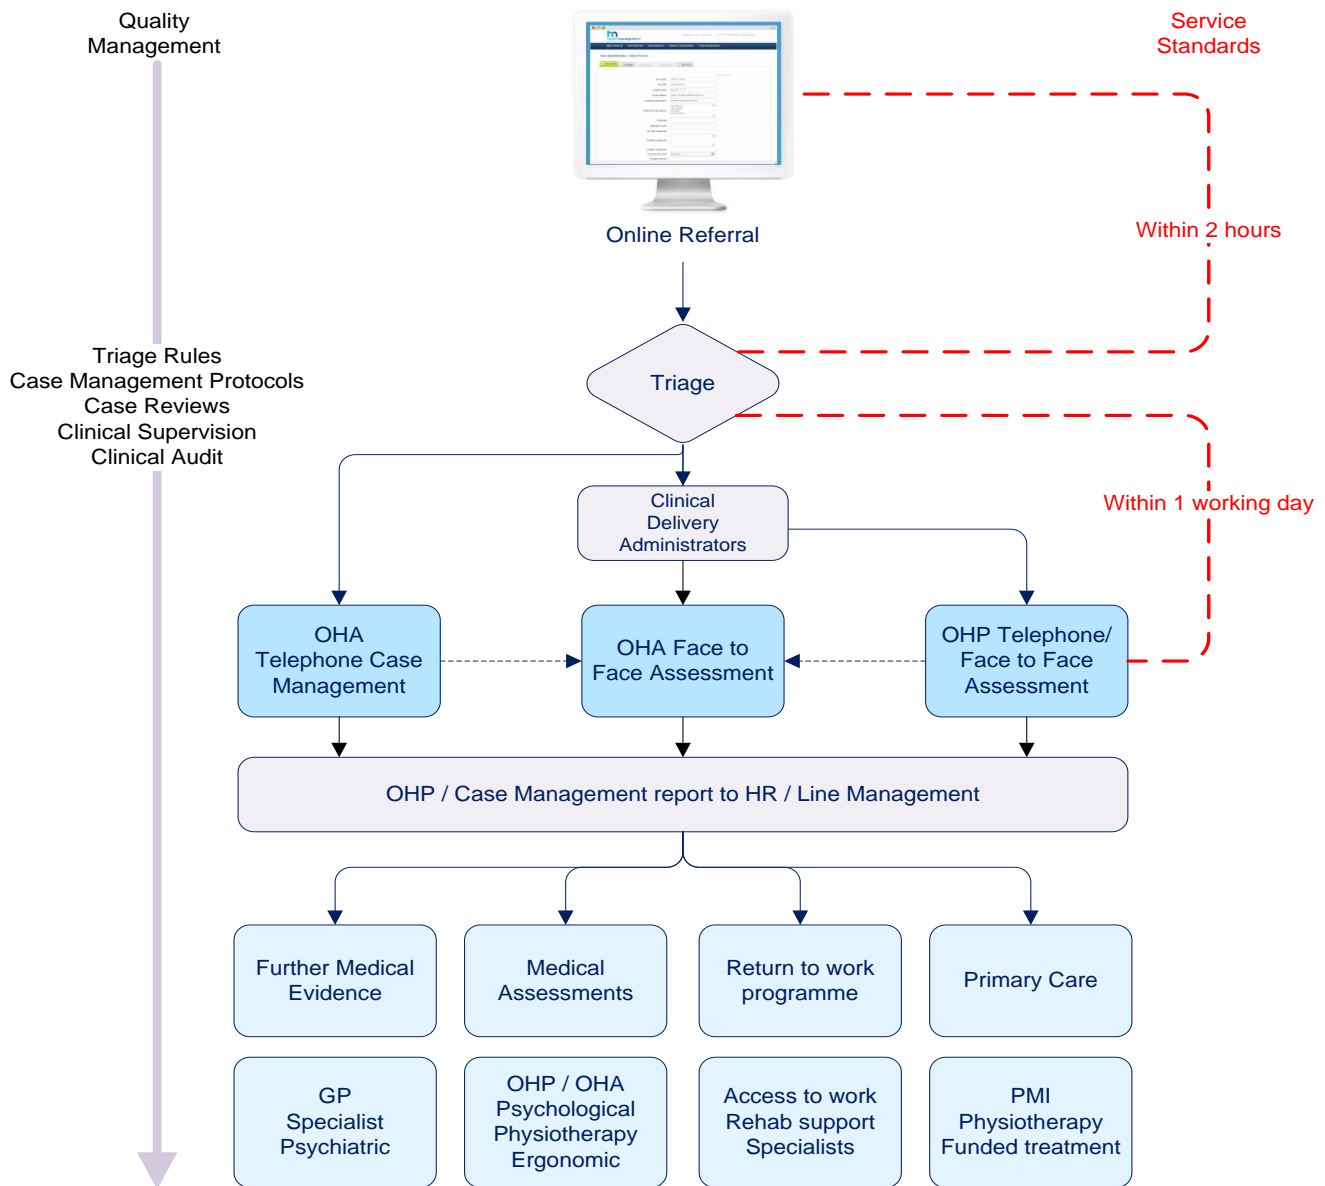 Quality
Management
Service
Standards
Online Referral
Within 2 hours
Triage Rules
Case Management Protocols
Case Reviews
Clinical Supervision
Clinical Audit
Triage
Clinical
Delivery
Administrators
Within 1 working day
OHA
Telephone Case
Management
OHA Face to
Face Assessment
OHP Telephone/
Face to Face
Assessment
OHP / Case Management report to HR / Line Management
Further Medical
Evidence
Medical
Assessments
Return to work
programme
Primary Care
GP
Specialist
Psychiatric
OHP / OHA
Psychological
Physiotherapy
Ergonomic
Access to work
Rehab support
Specialists
PMI
Physiotherapy
Funded treatment